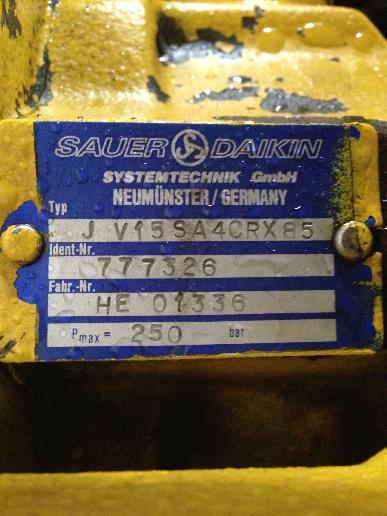 SAUER DAIKIN
SYSTEMTECHNIK GmbH
NEUMÜNSTER/GERMANY
Typ
J V15SA4CRX85
Ident-Nr.
777326
Fabr.-Nr.
HE 01336
Pmax = 250 bar